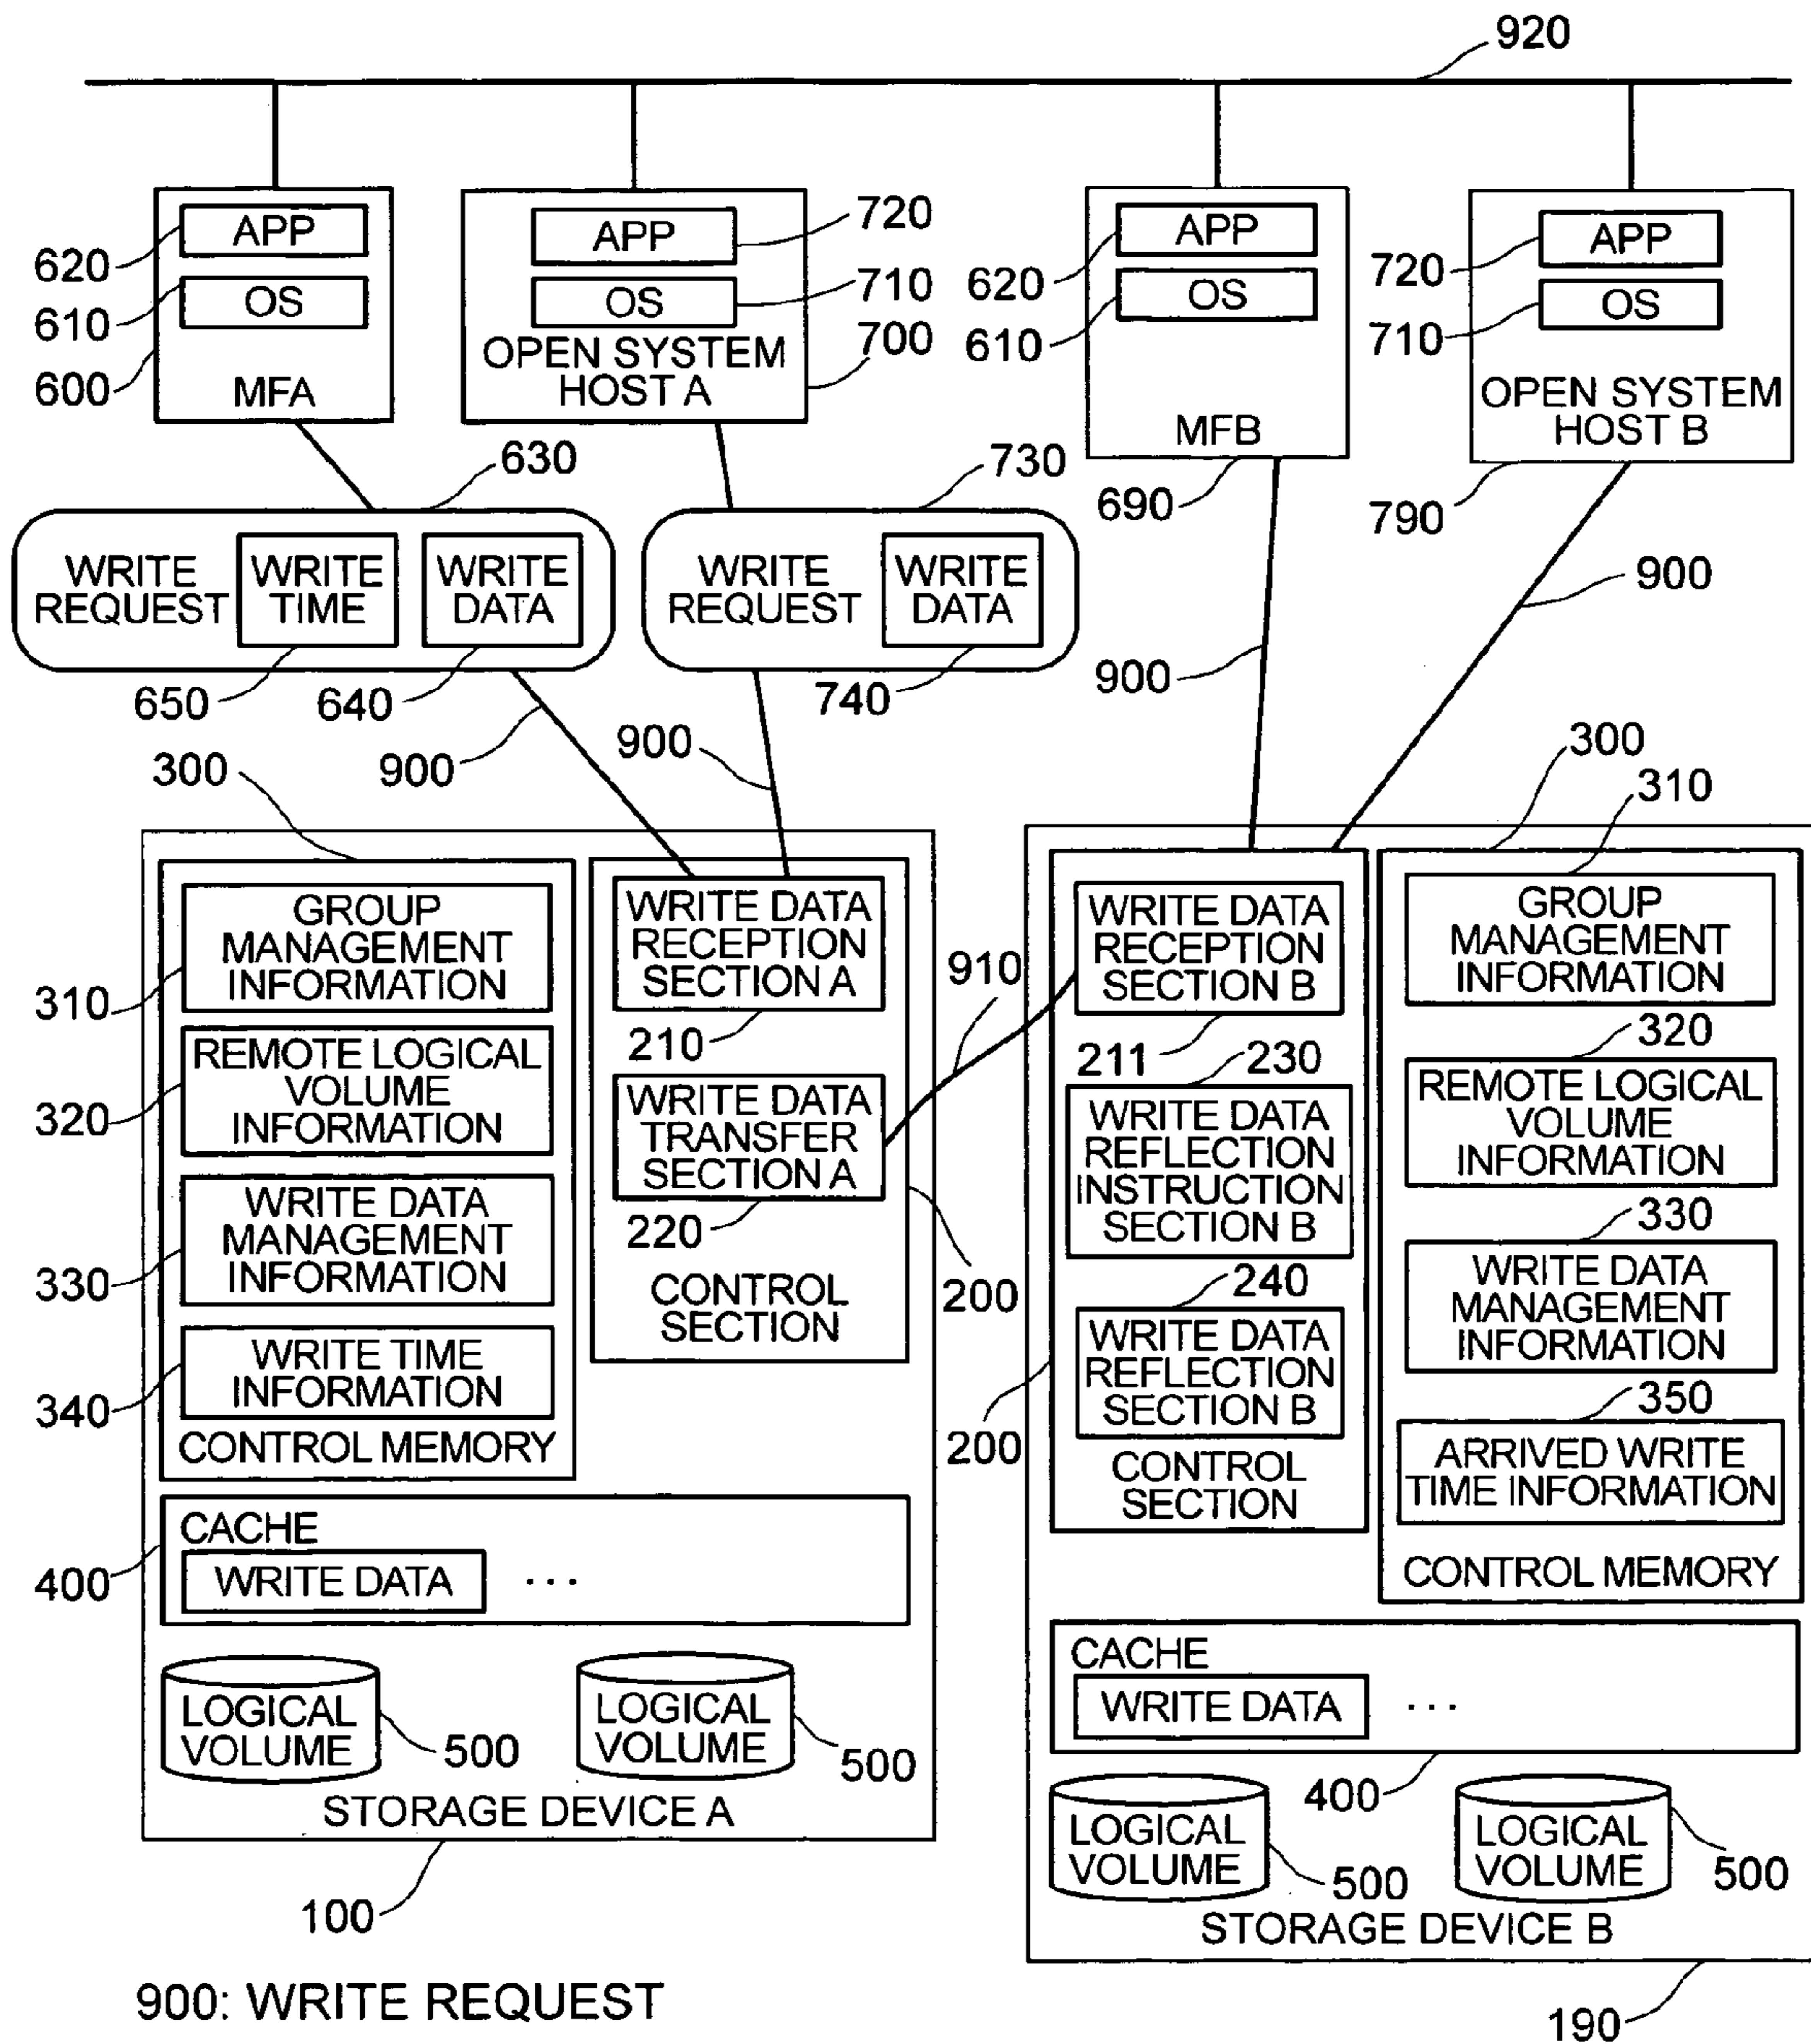 920
APP
OS
MFA
620
610
600
APP
OS
OPEN SYSTEM
HOST A
720
710
700
APP
OS
MFB
620
610
690
APP
OS
OPEN SYSTEM
HOST B
720
710
790
630
WRITE
REQUEST
WRITE
TIME
WRITE
DATA
650
640
730
WRITE
REQUEST
WRITE
DATA
740
900
900
900
900
300
GROUP
MANAGEMENT
INFORMATION
310
REMOTE LOGICAL
VOLUME
INFORMATION
320
WRITE DATA
MANAGEMENT
INFORMATION
330
WRITE TIME
INFORMATION
340
CONTROL MEMORY
WRITE DATA
RECEPTION
SECTION A
210
WRITE DATA
TRANSFER
SECTION A
220
CONTROL
SECTION
200
910
CACHE
WRITE DATA
...
400
LOGICAL
VOLUME
500
LOGICAL
VOLUME
500
STORAGE DEVICE A
100
WRITE DATA
RECEPTION
SECTION B
211
230
WRITE DATA
REFLECTION
INSTRUCTION
SECTION B
240
WRITE DATA
REFLECTION
SECTION B
200
CONTROL
SECTION
300
310
GROUP
MANAGEMENT
INFORMATION
320
REMOTE LOGICAL
VOLUME
INFORMATION
330
WRITE DATA
MANAGEMENT
INFORMATION
350
ARRIVED WRITE
TIME INFORMATION
CONTROL MEMORY
CACHE
WRITE DATA
...
400
LOGICAL
VOLUME
500
LOGICAL
VOLUME
500
STORAGE DEVICE B
190
900: WRITE REQUEST